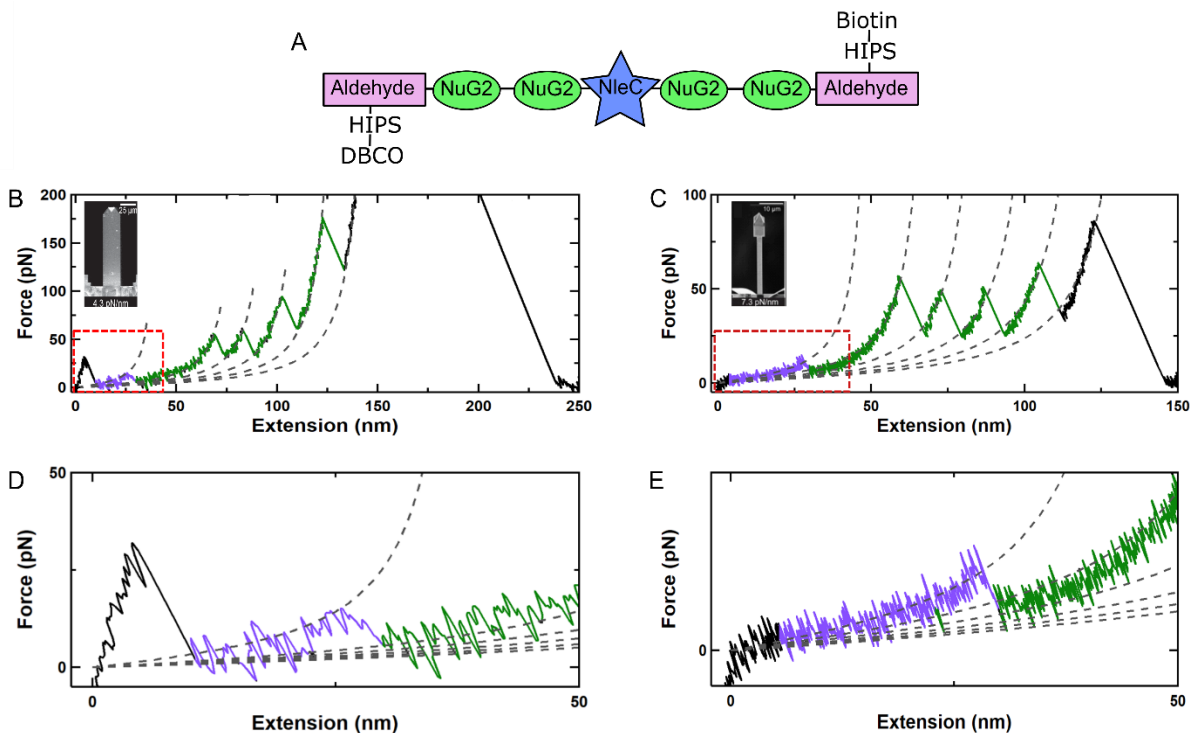 A
Aldehyde
NuG2
NuG2
NleC
NuG2
NuG2
Aldehyde
HIPS
DBCO
Biotin
HIPS
B
Force (pN)
200
150
100
50
0
25 µm
4.3 pN/nm
0
50
100
150
200
250
Extension (nm)
C
Force (pN)
100
50
0
10 µm
7.3 pN/nm
0
50
100
150
Extension (nm)
D
Force (pN)
50
0
0
50
Extension (nm)
E
Force (pN)
0
0
50
Extension (nm)